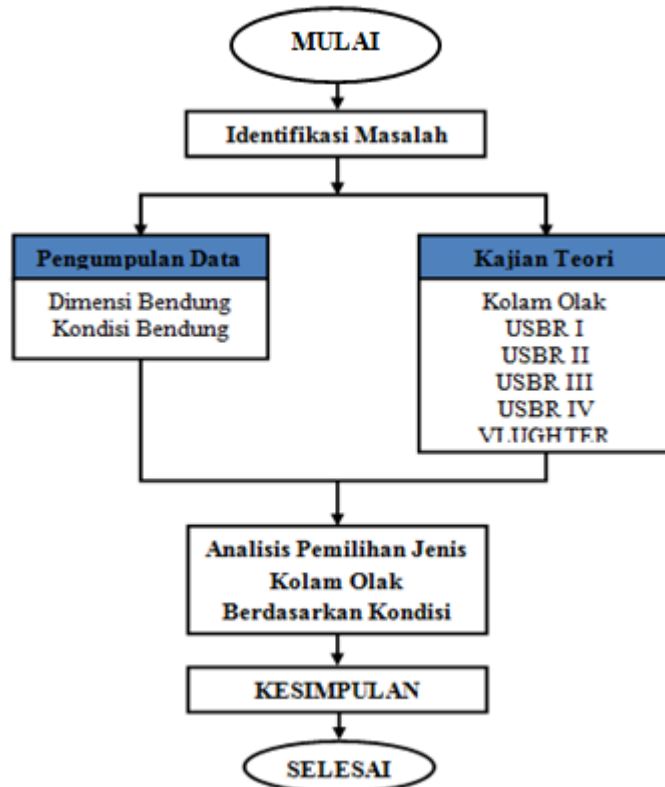 MULAI
Identifikasi Masalah
Pengumpulan Data
Dimensi Bendung
Kondisi Bendung
Kajian Teori
Kolam Olak
USBR I
USBR II
USBR III
USBR IV
VLUGHTER
Analisis Pemilihan Jenis
Kolam Olak
Berdasarkan Kondisi
KESIMPULAN
SELESAI